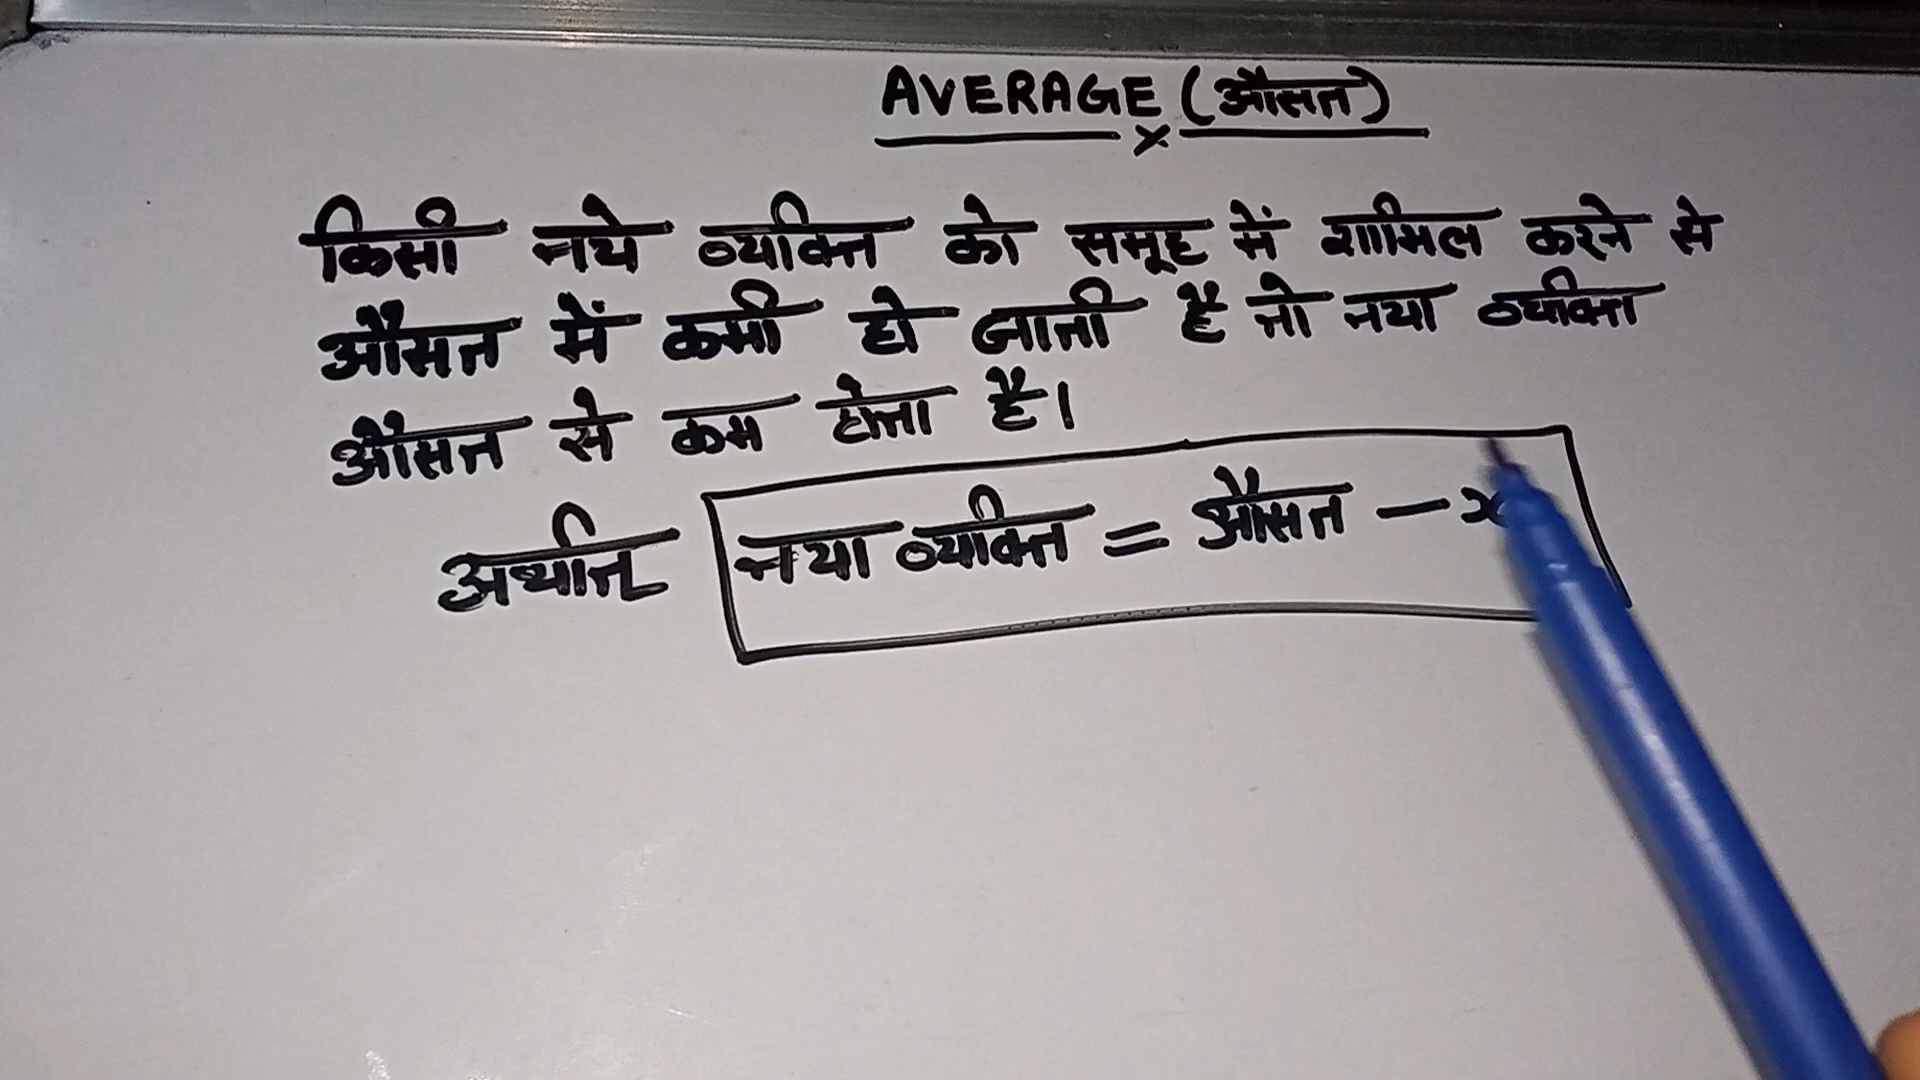 AVERAGE (औसत)
x
किसी नये व्यक्ति को समूह में शामिल करने से
औसत में कमी हो जाती है तो नया व्यक्ति
औसत से कम होता है।
अर्थात् नया व्यक्ति = औसत - x